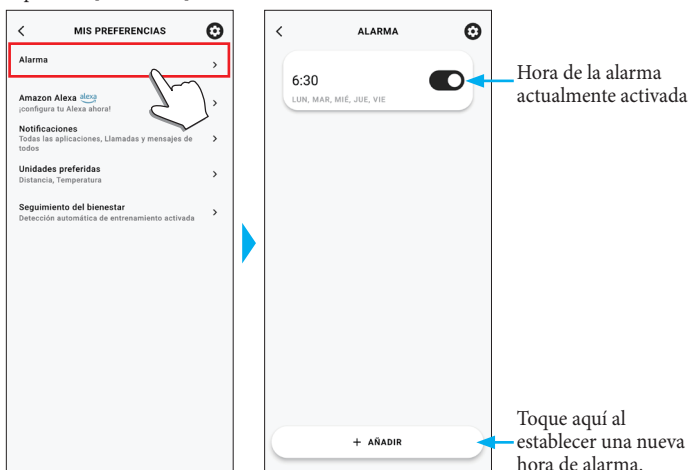 MIS PREFERENCIAS
Alarma
Amazon Alexa alexa
¡configura tu Alexa ahora!
Notificaciones
Todas las aplicaciones, Llamadas y mensajes de
todos
Unidades preferidas
Distancia, Temperatura
Seguimiento del bienestar
Detección automática de entrenamiento activada
ALARMA
6:30
LUN, MAR, MIÉ, JUE, VIE
+ AÑADIR
Hora de la alarma
actualmente activada
Toque aquí al
establecer una nueva
hora de alarma.